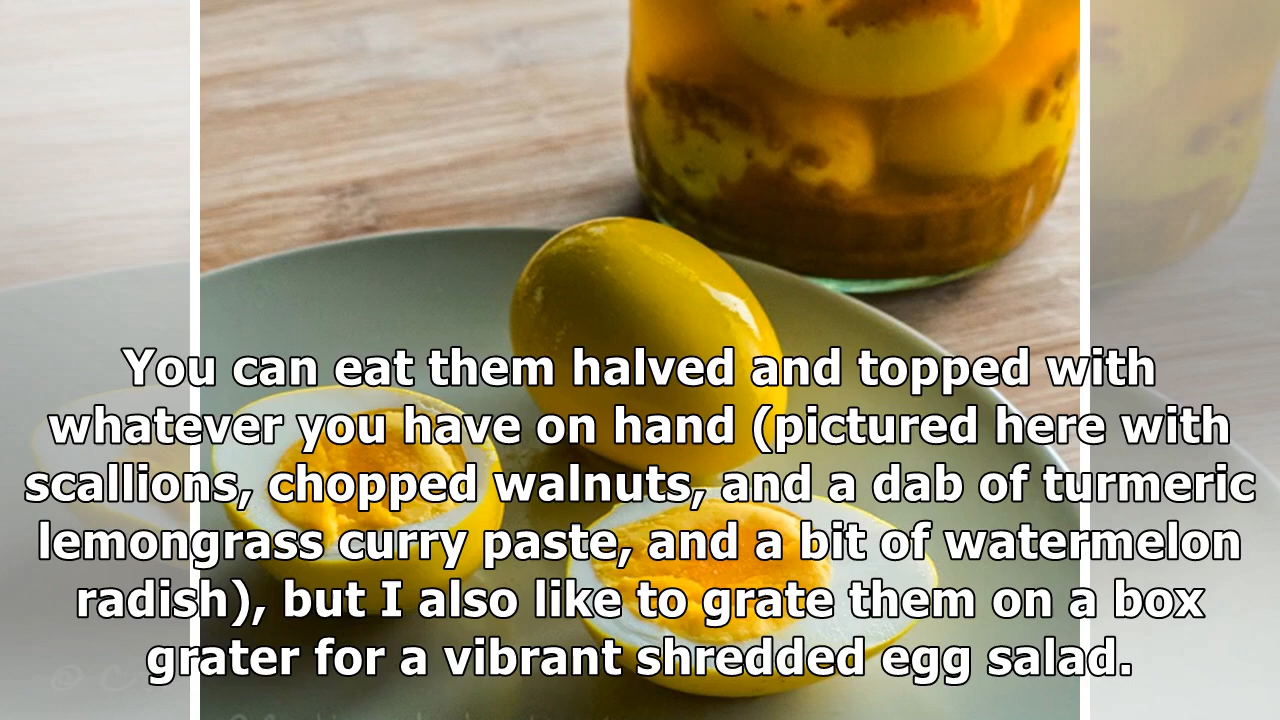 You can eat them halved and topped with
whatever you have on hand (pictured here with
scallions, chopped walnuts, and a dab of turmeric
lemongrass curry paste, and a bit of watermelon
radish), but I also like to grate them on a box
grater for a vibrant shredded egg salad.